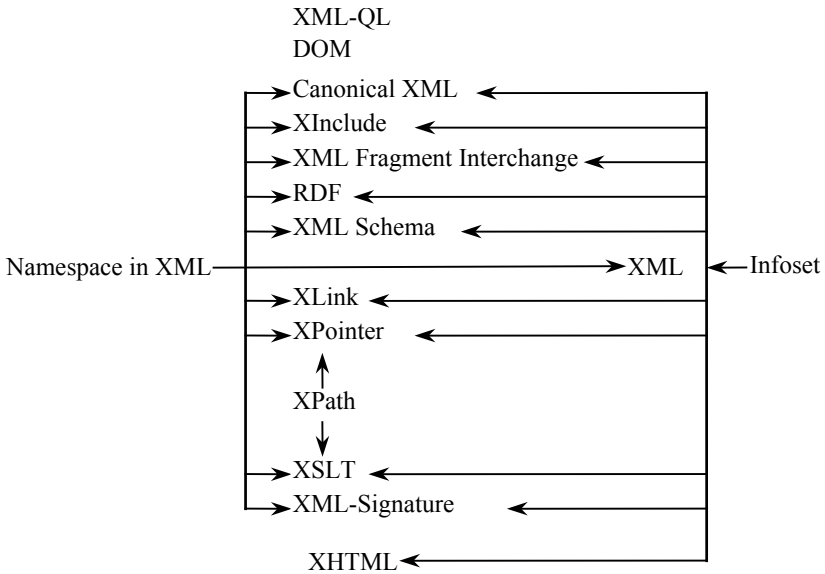 XML-QL
DOM
Canonical XML
XInclude
XML Fragment Interchange
RDF
XML Schema
Namespace in XML XML Infoset
XLink
XPointer
XPath
XSLT
XML-Signature
XHTML